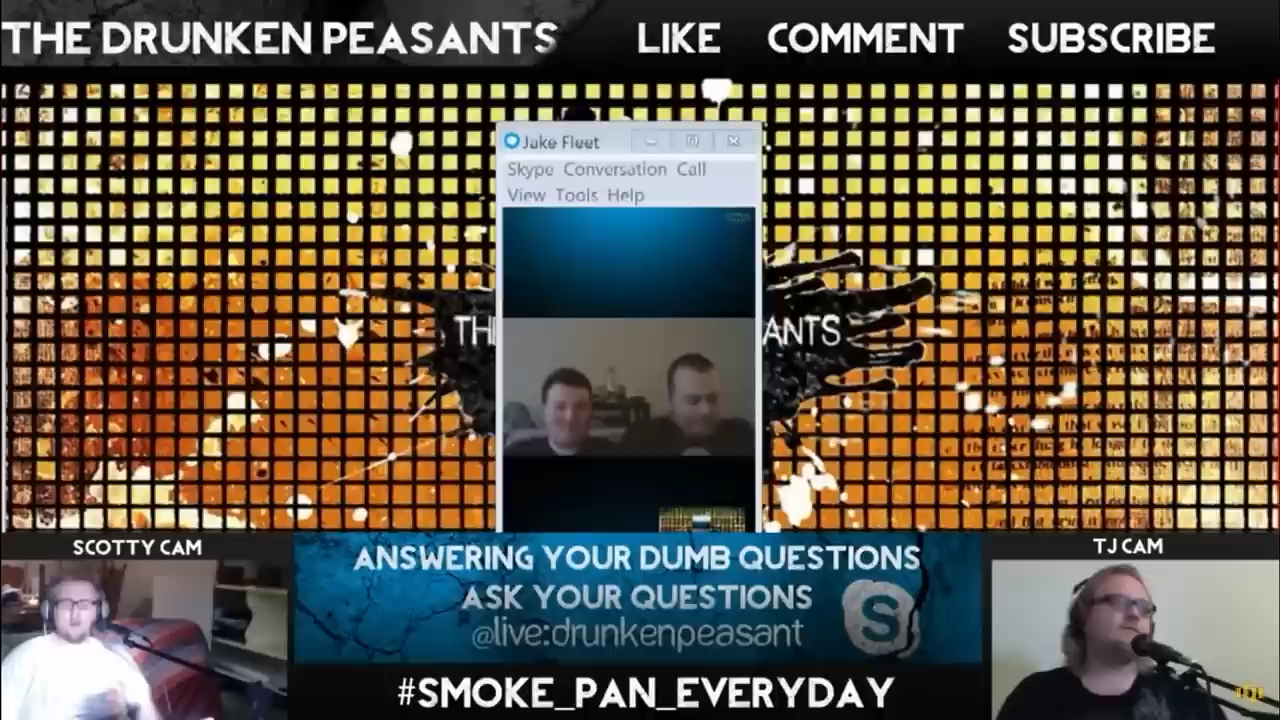 THE DRUNKEN PEASANTS LIKE COMMENT SUBSCRIBE
Jake Fleet
Skype Conversation Call
View Tools Help
TH ANTS
SCOTTY CAM
TJ CAM
ANSWERING YOUR DUMB QUESTIONS
ASK YOUR QUESTIONS
@live:drunkenpeasant
S
#SMOKE_PAN_EVERYDAY